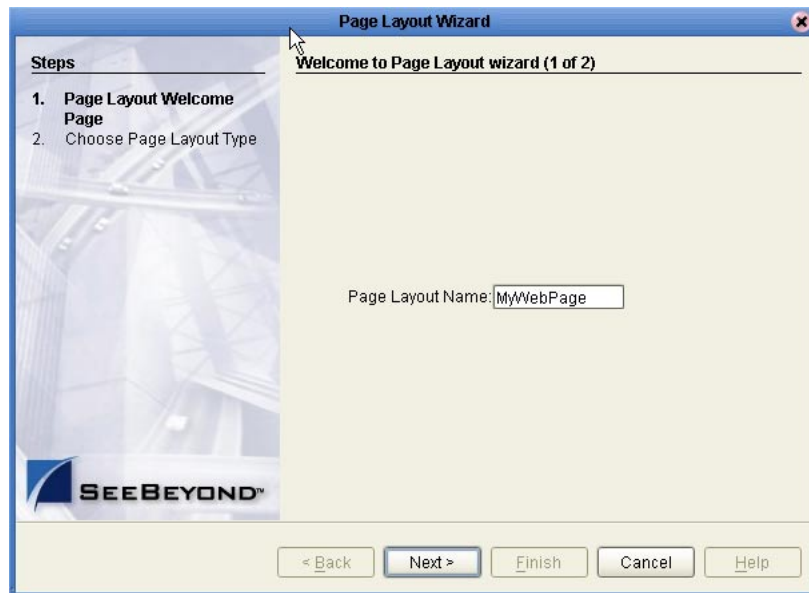 Page Layout Wizard
Steps
1. Page Layout Welcome
Page
2. Choose Page Layout Type
Welcome to Page Layout wizard (1 of 2)
Page Layout Name: MyWebPage
SEEBEYOND™
< Back
Next >
Finish
Cancel
Help